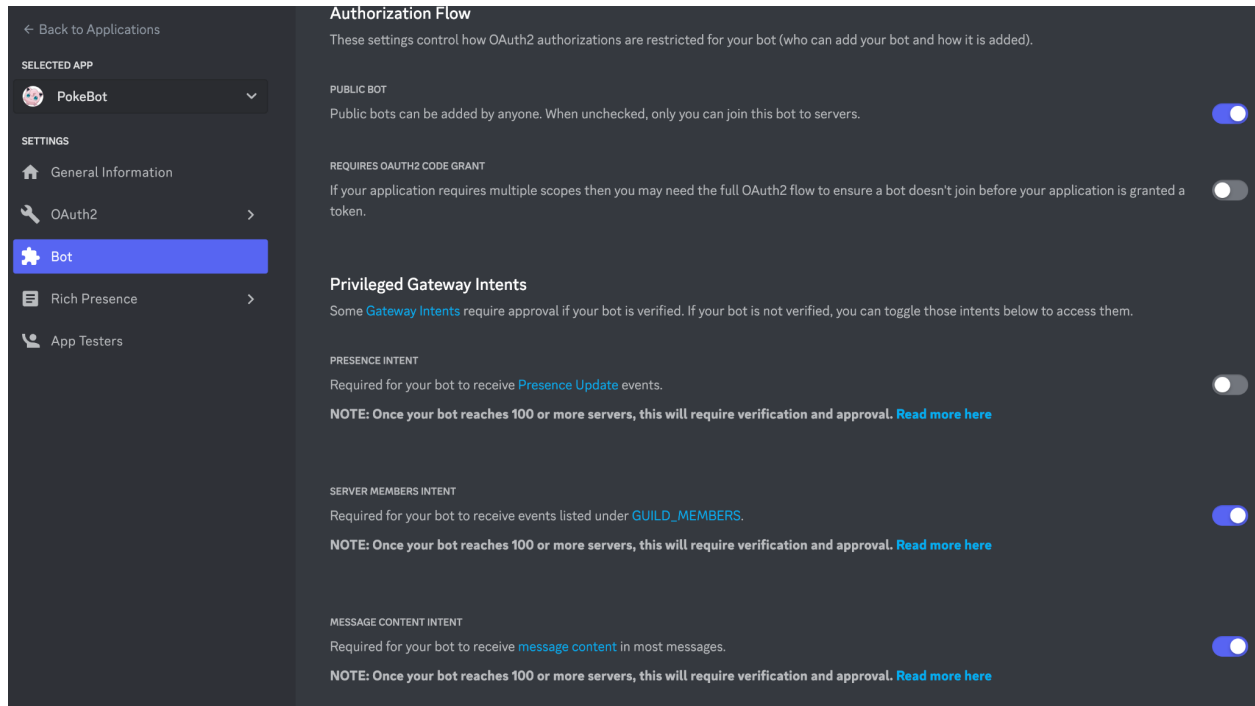 ← Back to Applications
SELECTED APP
PokeBot
SETTINGS
General Information
OAuth2
Bot
Rich Presence
App Testers
Authorization Flow
These settings control how OAuth2 authorizations are restricted for your bot (who can add your bot and how it is added).
PUBLIC BOT
Public bots can be added by anyone. When unchecked, only you can join this bot to servers.
REQUIRES OAUTH2 CODE GRANT
If your application requires multiple scopes then you may need the full OAuth2 flow to ensure a bot doesn't join before your application is granted a
token.
Privileged Gateway Intents
Some Gateway Intents require approval if your bot is verified. If your bot is not verified, you can toggle those intents below to access them.
PRESENCE INTENT
Required for your bot to receive Presence Update events.
NOTE: Once your bot reaches 100 or more servers, this will require verification and approval. Read more here
SERVER MEMBERS INTENT
Required for your bot to receive events listed under GUILD_MEMBERS.
NOTE: Once your bot reaches 100 or more servers, this will require verification and approval. Read more here
MESSAGE CONTENT INTENT
Required for your bot to receive message content in most messages.
NOTE: Once your bot reaches 100 or more servers, this will require verification and approval. Read more here